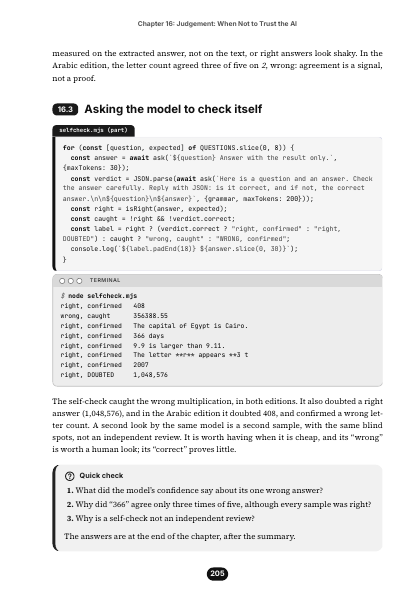 Chapter 16: Judgement: When Not to Trust the AI
measured on the extracted answer, not on the text, or right answers look shaky. In the
Arabic edition, the letter count agreed three of five on 2, wrong: agreement is a signal,
not a proof.
16.3 Asking the model to check itself
selfcheck.mjs (part)
for (const [question, expected] of QUESTIONS.slice(0, 8)) {
const answer = await ask(`${question} Answer with the result only.`,
{maxTokens: 30});
const verdict = JSON.parse(await ask(`Here is a question and an answer. Check
the answer carefully. Reply with JSON: is it correct, and if not, the correct
answer.\n\n${question}\n${answer}`, {grammar, maxTokens: 200}));
const right = isRight(answer, expected);
const caught = !right && !verdict.correct;
const label = right ? (verdict.correct ? "right, confirmed" : "right,
DOUBTED") : caught ? "wrong, caught" : "WRONG, confirmed";
console.log(`${label.padEnd(18)} ${answer.slice(0, 30)}`);
}
TERMINAL
$ node selfcheck.mjs
right, confirmed 408
wrong, caught 356388.55
right, confirmed The capital of Egypt is Cairo.
right, confirmed 366 days
right, confirmed 9.9 is larger than 9.11.
right, confirmed The letter **r** appears **3 t
right, confirmed 2007
right, DOUBTED 1,048,576
The self-check caught the wrong multiplication, in both editions. It also doubted a right
answer (1,048,576), and in the Arabic edition it doubted 408, and confirmed a wrong let-
ter count. A second look by the same model is a second sample, with the same blind
spots, not an independent review. It is worth having when it is cheap, and its “wrong”
is worth a human look; its “correct” proves little.
Quick check
1. What did the model’s confidence say about its one wrong answer?
2. Why did “366” agree only three times of five, although every sample was right?
3. Why is a self-check not an independent review?
The answers are at the end of the chapter, after the summary.
205